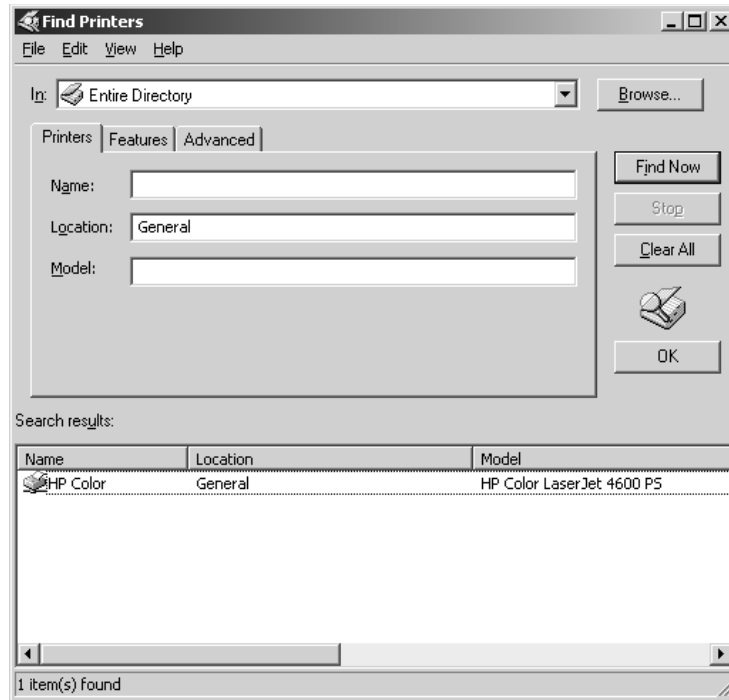 Find Printers
File Edit View Help
In: Entire Directory Browse...
Printers Features Advanced
Name:
Location: General
Model:
Find Now
Stop
Clear All
OK
Search results:
Name Location Model
HP Color General HP Color LaserJet 4600 PS
1 item(s) found